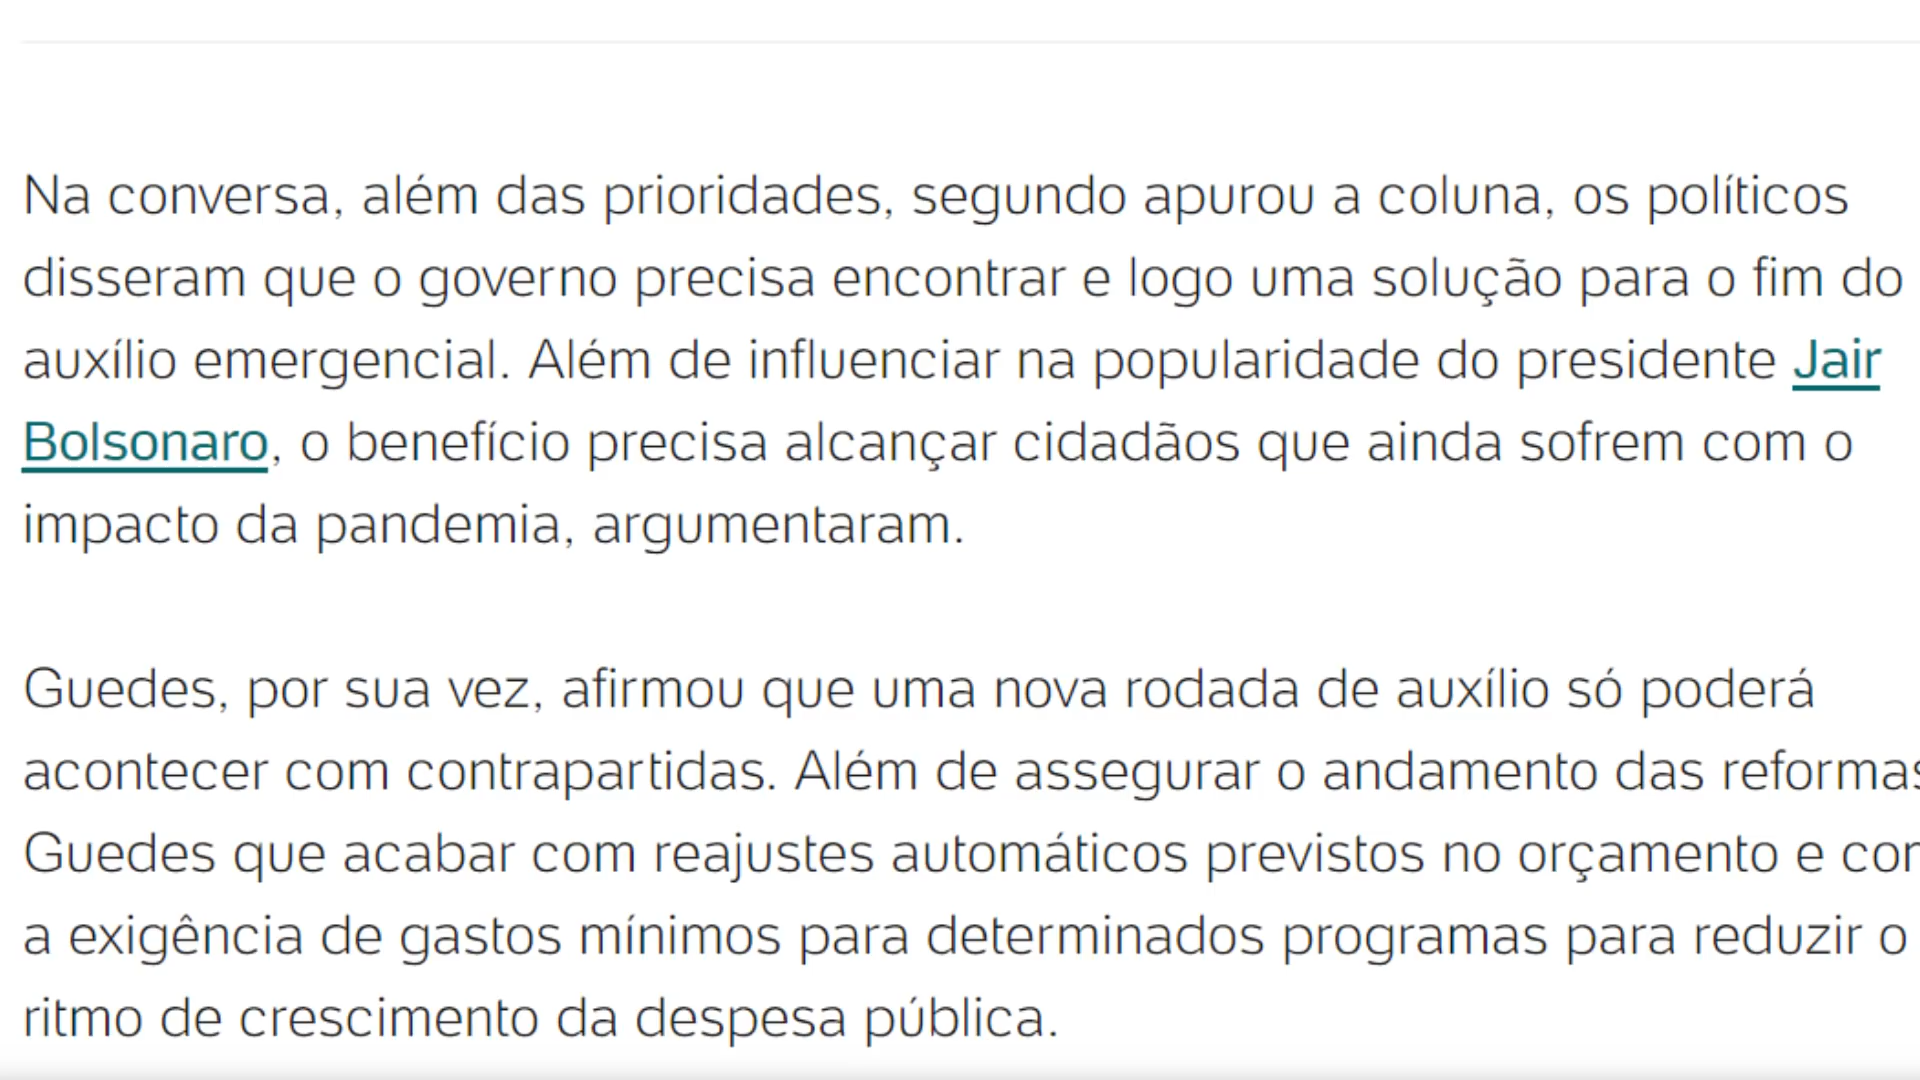 Na conversa, além das prioridades, segundo apurou a coluna, os políticos
disseram que o governo precisa encontrar e logo uma solução para o fim do
auxílio emergencial. Além de influenciar na popularidade do presidente Jair
Bolsonaro, o benefício precisa alcançar cidadãos que ainda sofrem com o
impacto da pandemia, argumentaram.
Guedes, por sua vez, afirmou que uma nova rodada de auxílio só poderá
acontecer com contrapartidas. Além de assegurar o andamento das reformas
Guedes que acabar com reajustes automáticos previstos no orçamento e
a exigência de gastos mínimos para determinados programas para reduzir o
ritmo de crescimento da despesa pública.